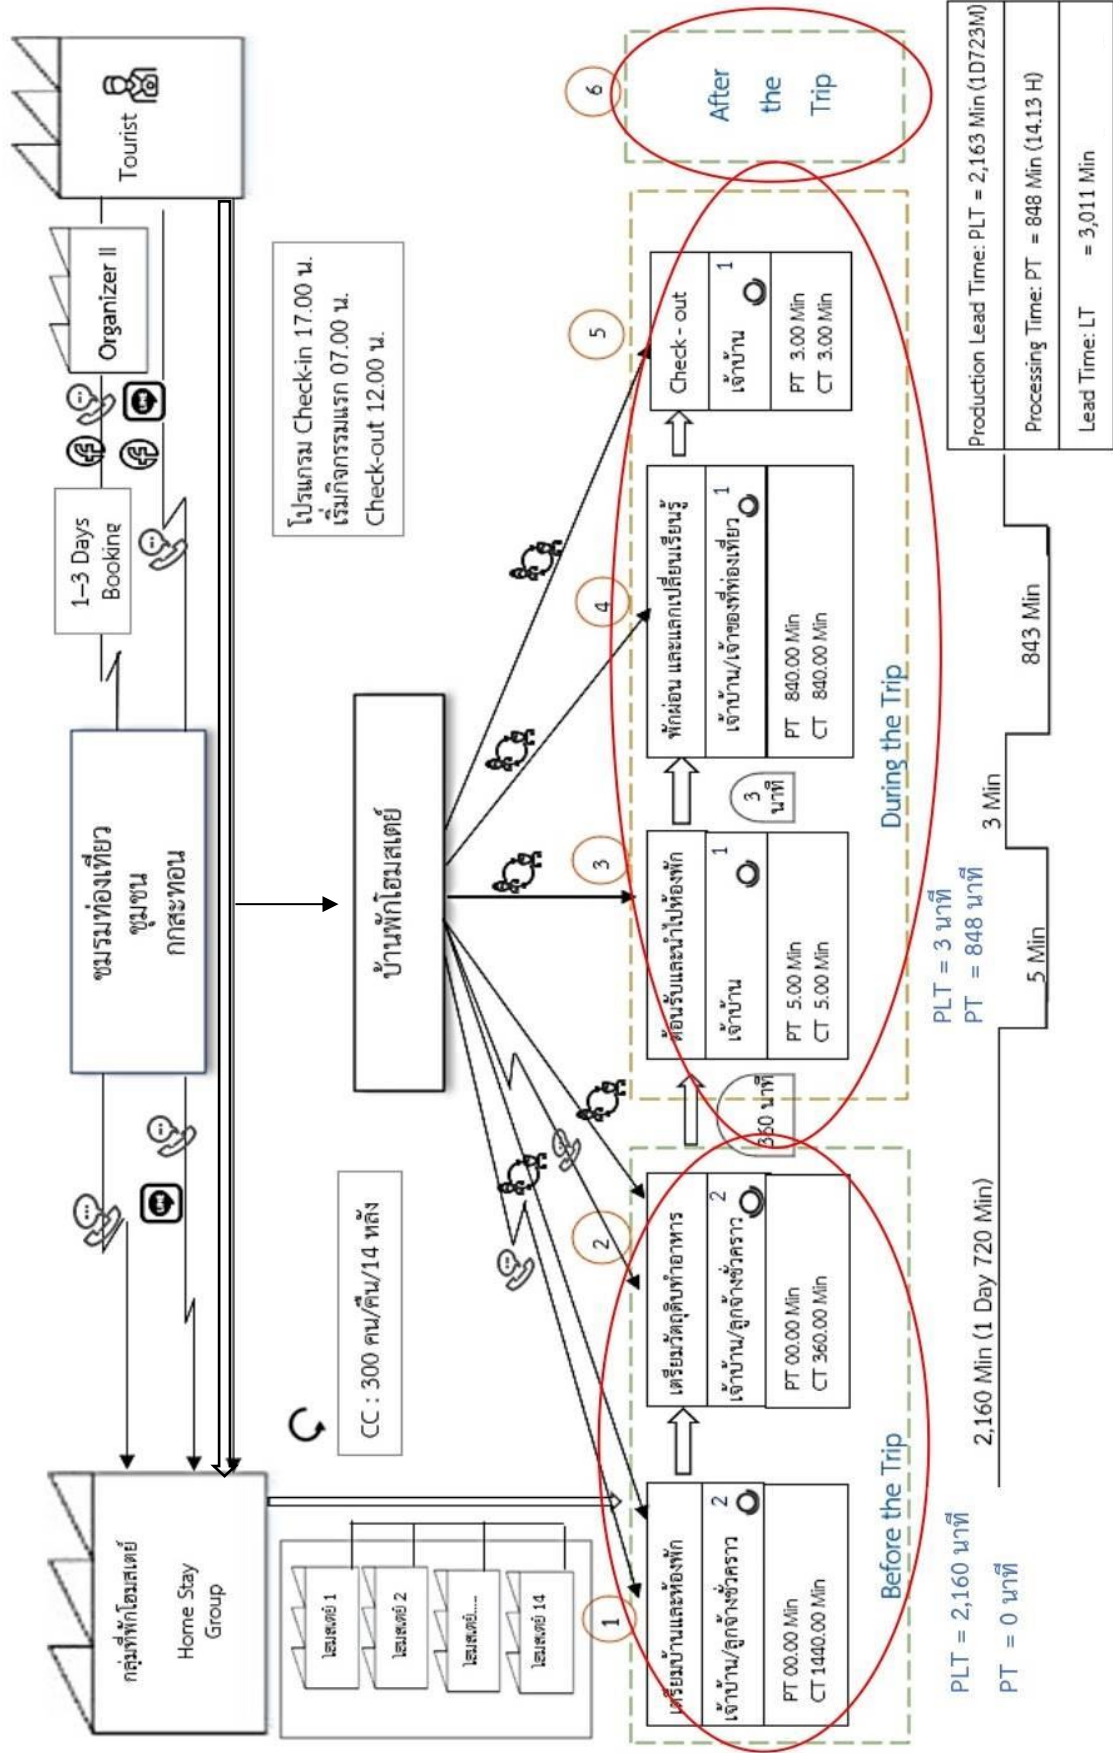 กลุ่มที่พักโฮมสเตย์
Home Stay
Group
ชมรมท่องเที่ยว
ชุมชน
กกสะทอน
1–3 Days
Booking
Organizer II
Tourist
LINE
LINE
โฮมสเตย์ 1
โฮมสเตย์ 2
โฮมสเตย์.....
โฮมสเตย์ 14
CC : 300 คน/คืน/14 หลัง
บ้านพักโฮมสเตย์
โปรแกรม Check-in 17.00 น.
เริ่มกิจกรรมแรก 07.00 น.
Check-out 12.00 น.
1
เตรียมบ้านและห้องพัก
เจ้าบ้าน/ลูกจ้างชั่วคราว 2
PT 00.00 Min
CT 1440.00 Min
2
เตรียมวัตถุดิบทำอาหาร
เจ้าบ้าน/ลูกจ้างชั่วคราว 2
PT 00.00 Min
CT 360.00 Min
Before the Trip
360 นาที
3
ต้อนรับและนำไปห้องพัก
เจ้าบ้าน 1
PT 5.00 Min
CT 5.00 Min
3
นาที
4
พักผ่อน และแลกเปลี่ยนเรียนรู้
เจ้าบ้าน/เจ้าของที่ท่องเที่ยว 1
PT 840.00 Min
CT 840.00 Min
5
Check - out
เจ้าบ้าน 1
PT 3.00 Min
CT 3.00 Min
During the Trip
6
After
the
Trip
PLT = 2,160 นาที
PT = 0 นาที
2,160 Min (1 Day 720 Min)
PLT = 3 นาที
PT = 848 นาที
5 Min
3 Min
843 Min
Production Lead Time: PLT = 2,163 Min (1D723M)
Processing Time: PT = 848 Min (14.13 H)
Lead Time: LT = 3,011 Min